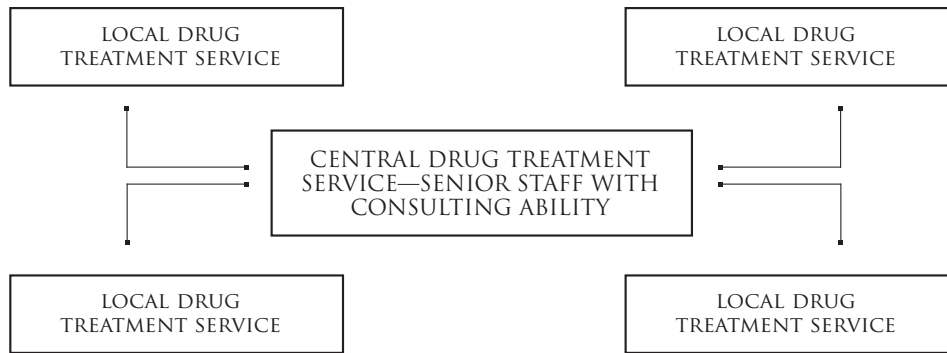 LOCAL DRUG
TREATMENT SERVICE
LOCAL DRUG
TREATMENT SERVICE
CENTRAL DRUG TREATMENT
SERVICE—SENIOR STAFF WITH
CONSULTING ABILITY
LOCAL DRUG
TREATMENT SERVICE
LOCAL DRUG
TREATMENT SERVICE